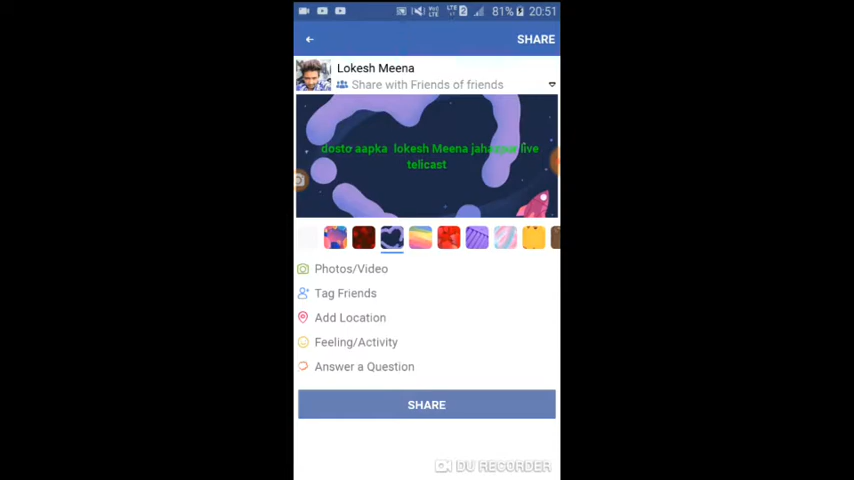 81% 20:51
SHARE
Lokesh Meena
Share with Friends of friends
dosto aapka lokesh Meena live
telicast
Photos/Video
Tag Friends
Add Location
Feeling/Activity
Answer a Question
SHARE
DU RECORDER